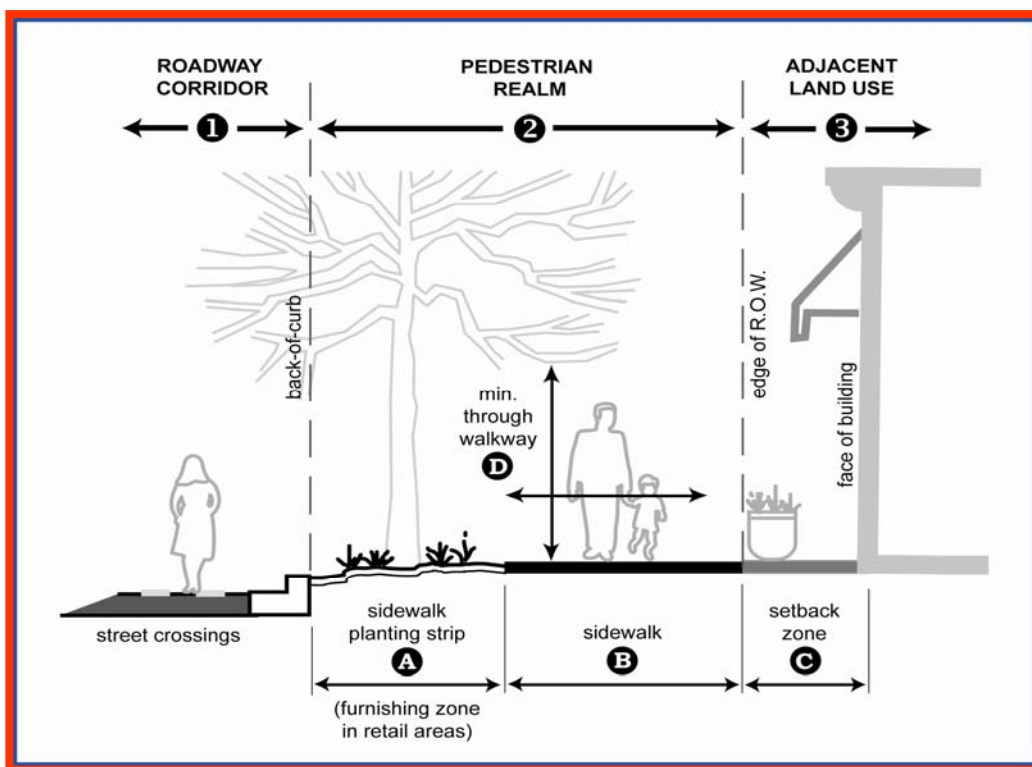 ROADWAY
CORRIDOR
PEDESTRIAN
REALM
ADJACENT
LAND USE
1
2
3
back-of-curb
edge of R.O.W.
face of building
min.
through
walkway
D
street crossings
sidewalk
planting strip
A
(furnishing zone
in retail areas)
sidewalk
B
setback
zone
C